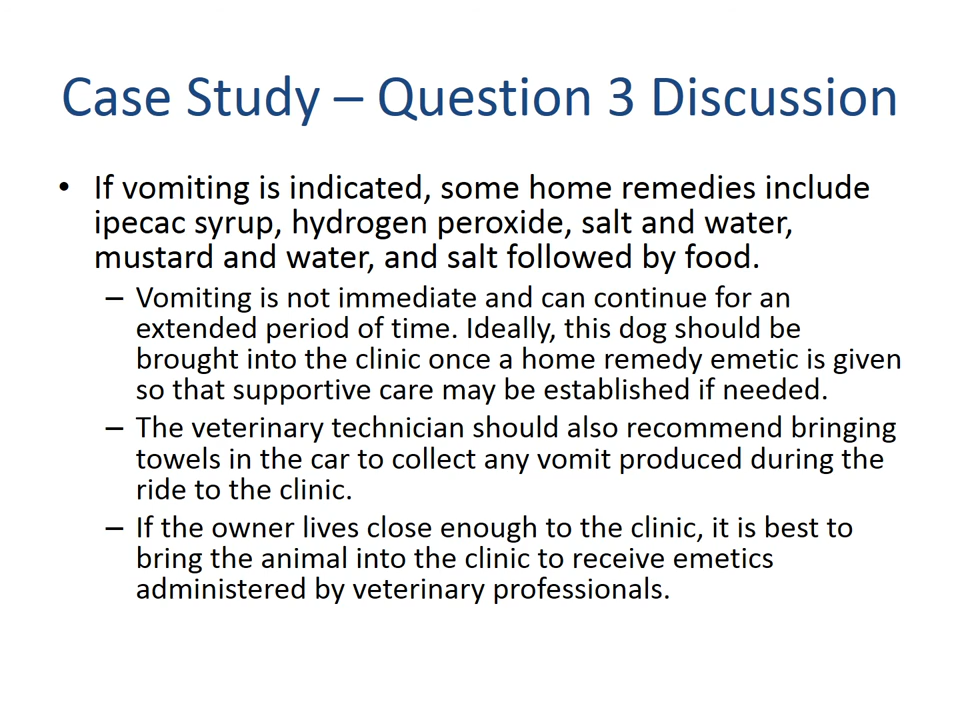 Case Study – Question 3 Discussion
• If vomiting is indicated, some home remedies include
ipecac syrup, hydrogen peroxide, salt and water,
mustard and water, and salt followed by food.
– Vomiting is not immediate and can continue for an
extended period of time. Ideally, this dog should be
brought into the clinic once a home remedy emetic is given
so that supportive care may be established if needed.
– The veterinary technician should also recommend bringing
towels in the car to collect any vomit produced during the
ride to the clinic.
– If the owner lives close enough to the clinic, it is best to
bring the animal into the clinic to receive emetics
administered by veterinary professionals.